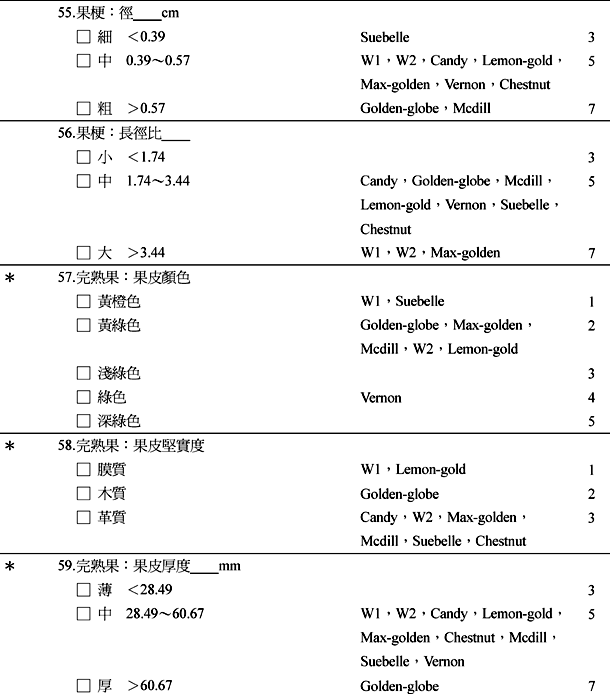 55.果梗：徑____cm
□ 細 ＜0.39 Suebelle 3
□ 中 0.39～0.57 W1，W2，Candy，Lemon-gold， 5
Max-golden，Vernon，Chestnut
□ 粗 ＞0.57 Golden-globe，Mcdill 7
56.果梗：長徑比____
□ 小 ＜1.74 3
□ 中 1.74～3.44 Candy，Golden-globe，Mcdill， 5
Lemon-gold，Vernon，Suebelle，
Chestnut
□ 大 ＞3.44 W1，W2，Max-golden 7
＊ 57.完熟果：果皮顏色
□ 黃橙色 W1，Suebelle 1
□ 黃綠色 Golden-globe，Max-golden， 2
Mcdill，W2，Lemon-gold
□ 淺綠色 3
□ 綠色 Vernon 4
□ 深綠色 5
＊ 58.完熟果：果皮堅實度
□ 膜質 W1，Lemon-gold 1
□ 木質 Golden-globe 2
□ 革質 Candy，W2，Max-golden， 3
Mcdill，Suebelle，Chestnut
＊ 59.完熟果：果皮厚度____mm
□ 薄 ＜28.49 3
□ 中 28.49～60.67 W1，W2，Candy，Lemon-gold， 5
Max-golden，Chestnut，Mcdill，
Suebelle，Vernon
□ 厚 ＞60.67 Golden-globe 7